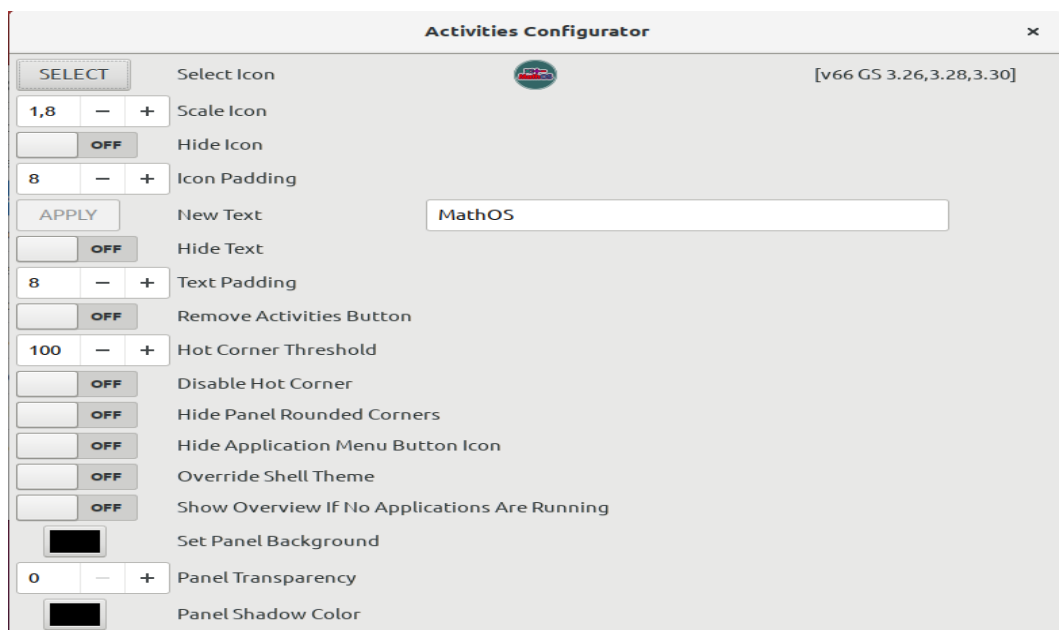 Activities Configurator ×
SELECT Select Icon [v66 GS 3.26,3.28,3.30]
1,8 − + Scale Icon
OFF Hide Icon
8 − + Icon Padding
APPLY New Text MathOS
OFF Hide Text
8 − + Text Padding
OFF Remove Activities Button
100 − + Hot Corner Threshold
OFF Disable Hot Corner
OFF Hide Panel Rounded Corners
OFF Hide Application Menu Button Icon
OFF Override Shell Theme
OFF Show Overview If No Applications Are Running
Set Panel Background
0 − + Panel Transparency
Panel Shadow Color